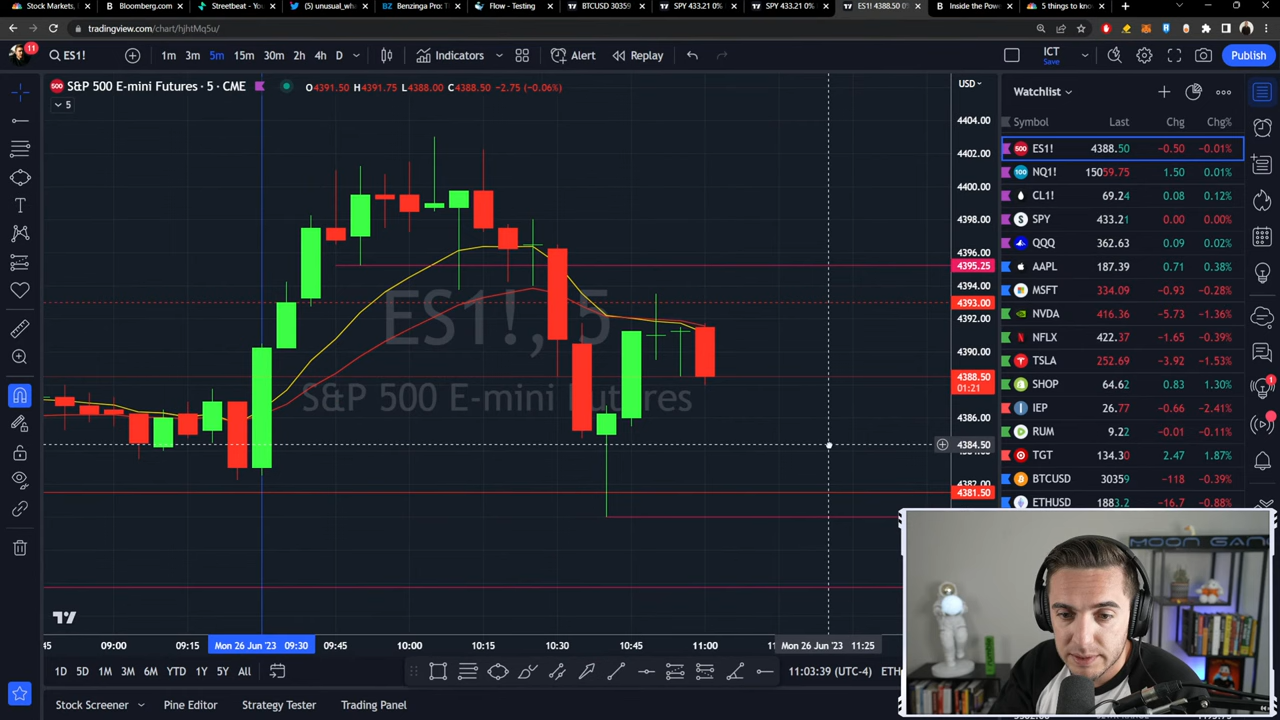 Stock Markets,
Bloomberg.com
Streetbeat - Yo
(5) unusual_w
Benzinga Pro:
Flow - Testing
BTCUSD 30359
SPY 433.21 0%
SPY 433.21 0%
ES1! 4388.50 0%
Inside the Pow
5 things to kno
tradingview.com/chart/hjhtMq5u/
11
ES1!
1m 3m 5m 15m 30m 1h 2h 4h D
Indicators
Alert
Replay
ICT
Save
Publish
500 S&P 500 E-mini Futures · 5 · CME
O4391.50 H4391.75 L4388.00 C4388.50 −2.75 (−0.06%)
5
USD
Watchlist
Symbol Last Chg Chg%
ES1! 4388.50 −0.50 −0.01%
NQ1! 15059.75 1.50 0.01%
CL1! 69.24 0.08 0.12%
SPY 433.21 0.00 0.00%
QQQ 362.63 0.09 0.02%
AAPL 187.39 0.71 0.38%
MSFT 334.09 −0.93 −0.28%
NVDA 416.36 −5.73 −1.36%
NFLX 422.37 −1.65 −0.39%
TSLA 252.69 −3.92 −1.53%
SHOP 64.62 0.83 1.30%
IEP 26.77 −0.66 −2.41%
RUM 9.22 −0.01 −0.11%
TGT 134.30 2.47 1.87%
BTCUSD 30359 −118 −0.39%
ETHUSD 1883.2 −16.7 −0.88%
4404.00
4402.00
4400.00
4398.00
4396.00
4395.25
4394.00
4393.00
4392.00
4390.00
4388.50
01:21
4386.00
4384.50
4382.00
4381.50
ES1!, 5
S&P 500 E-mini Futures
MOON GANG
09:00
09:15
Mon 26 Jun '23 09:30
09:45
10:00
10:15
10:30
10:45
11:00
Mon 26 Jun '23 11:25
1D 5D 1M 3M 6M YTD 1Y 5Y All
11:03:39 (UTC-4)
ETH
Stock Screener
Pine Editor
Strategy Tester
Trading Panel